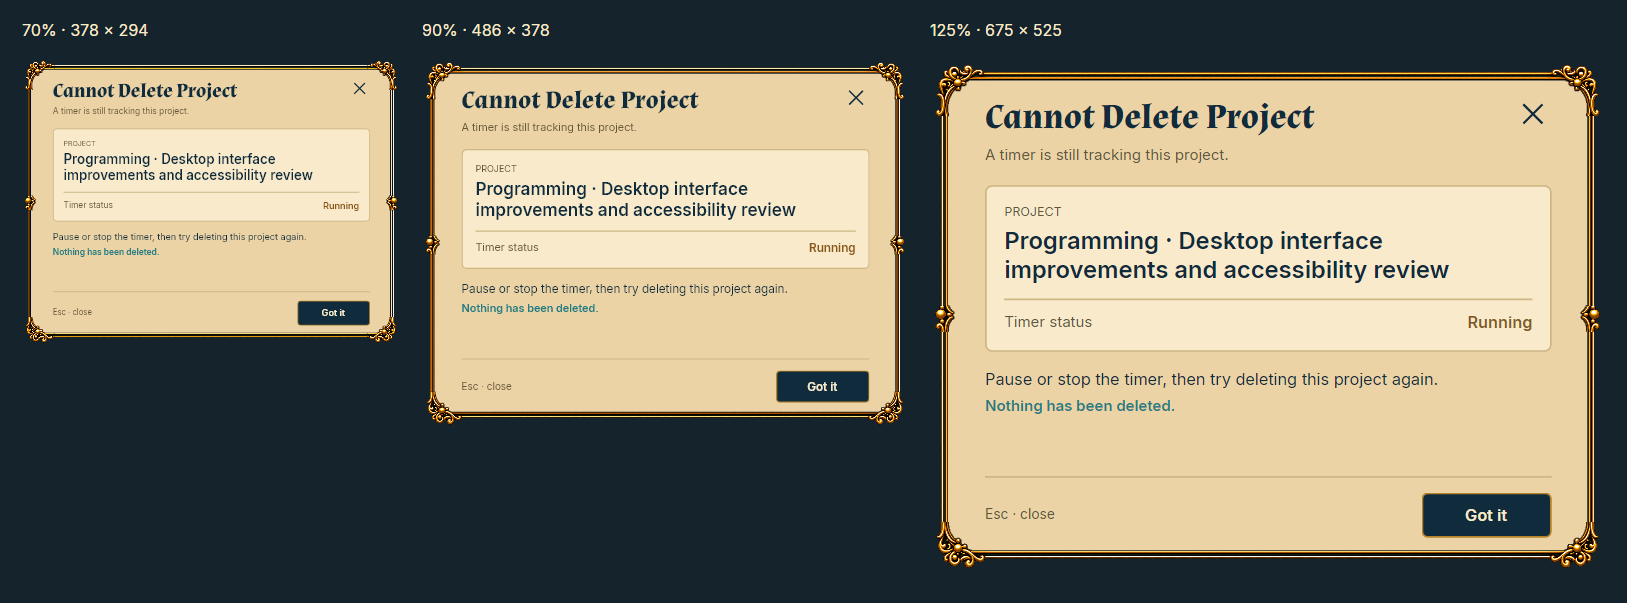 70% · 378 × 294
Cannot Delete Project
A timer is still tracking this project.
PROJECT
Programming · Desktop interface
improvements and accessibility review
Timer status
Running
Pause or stop the timer, then try deleting this project again.
Nothing has been deleted.
Esc · close
Got it
90% · 486 × 378
Cannot Delete Project
A timer is still tracking this project.
PROJECT
Programming · Desktop interface
improvements and accessibility review
Timer status
Running
Pause or stop the timer, then try deleting this project again.
Nothing has been deleted.
Esc · close
Got it
125% · 675 × 525
Cannot Delete Project
A timer is still tracking this project.
PROJECT
Programming · Desktop interface
improvements and accessibility review
Timer status
Running
Pause or stop the timer, then try deleting this project again.
Nothing has been deleted.
Esc · close
Got it